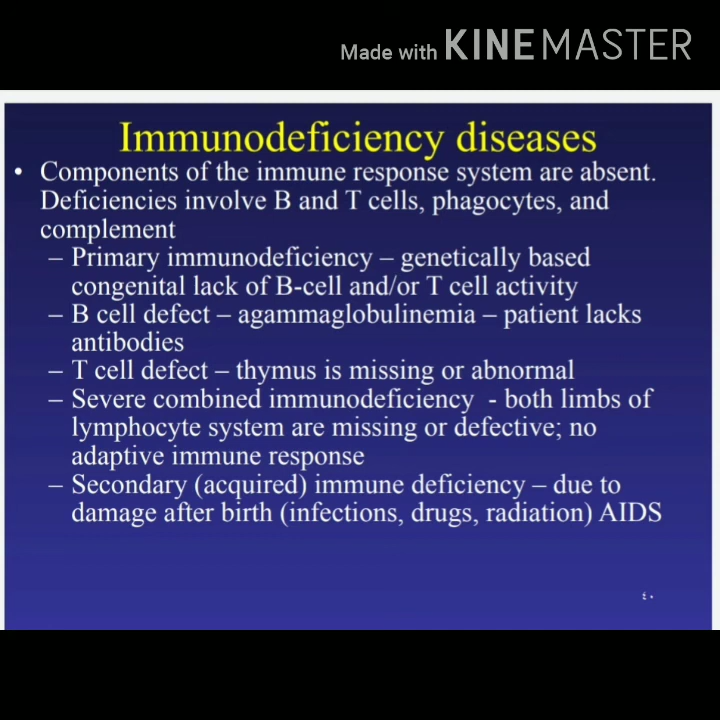 Made with KINEMASTER
Immunodeficiency diseases
• Components of the immune response system are absent.
Deficiencies involve B and T cells, phagocytes, and
complement
– Primary immunodeficiency – genetically based
congenital lack of B-cell and/or T cell activity
– B cell defect – agammaglobulinemia – patient lacks
antibodies
– T cell defect – thymus is missing or abnormal
– Severe combined immunodeficiency - both limbs of
lymphocyte system are missing or defective; no
adaptive immune response
– Secondary (acquired) immune deficiency – due to
damage after birth (infections, drugs, radiation) AIDS
٤٠